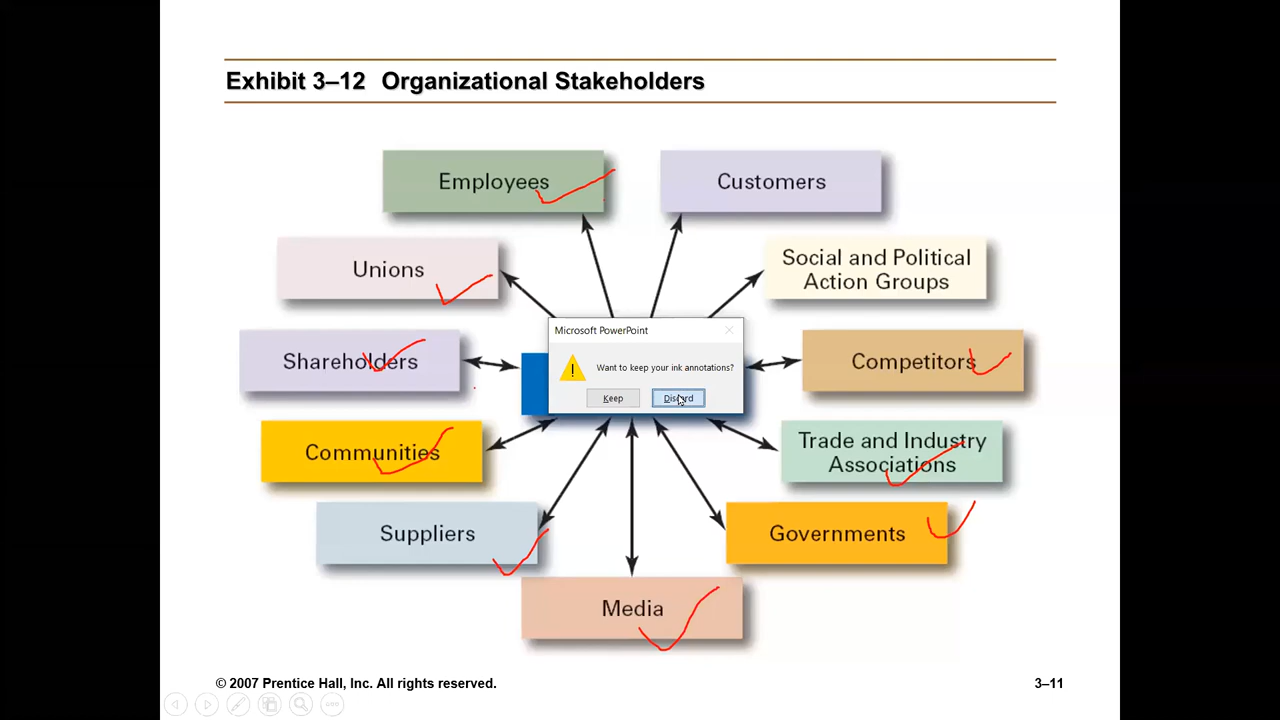 Exhibit 3–12 Organizational Stakeholders
Employees
Customers
Unions
Social and Political
Action Groups
Microsoft PowerPoint
Shareholders
Want to keep your ink annotations?
Competitors
Keep
Discard
Communities
Trade and Industry
Associations
Suppliers
Governments
Media
© 2007 Prentice Hall, Inc. All rights reserved.
3–11